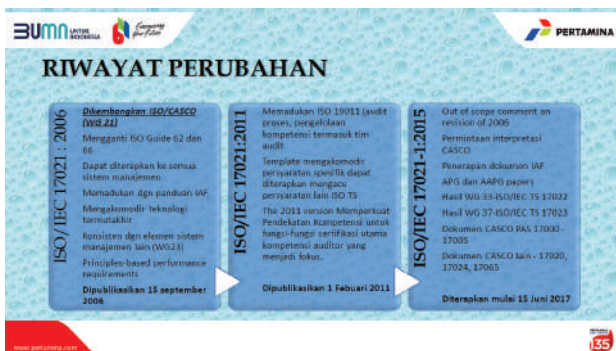 BUMN UNTUK INDONESIA
PERTAMINA
RIWAYAT PERUBAHAN
ISO/IEC 17021 : 2006
Dikembangkan ISO/CASCO
(WG 21)
Mengganti ISO Guide 62 dan
66
Dapat diterapkan ke semua
sistem manajemen
Memadukan dgn panduan IAF
Mengakomodir teknologi
termutakhir
Konsisten dgn elemen sistem
manajemen lain (WG23)
Principles-based performance
requirements
Dipublikasikan 15 september
2006
ISO/IEC 17021:2011
Memadukan ISO 19011 (audit
proses, pengelolaan
kompetensi termasuk tim
audit
Template mengakomodir
persyaratan spesifik dapat
diterapkan mengacu
persyaratan lain ISO TS
The 2011 version Memperkuat
Pendekatan Kompetensi untuk
fungsi-fungsi certifikasi utama
kompetensi auditor yang
menjadi fokus.
Dipublikasikan 1 Febuari 2011
ISO/IEC 17021-1:2015
Out of scope comment on
revision of 2006
Permintaan interpretasi
CASCO
Penerapan dokumen IAF
APG dan AAPG papers
Hasil WG 33-ISO/IEC TS 17022
Hasil WG 37-ISO/IEC TS 17023
Dokumen CASCO PAS 17000 -
17005
Dokumen CASCO lain - 17020,
17024, 17065
Diterapkan mulai 15 Juni 2017
www.pertamina.com
135